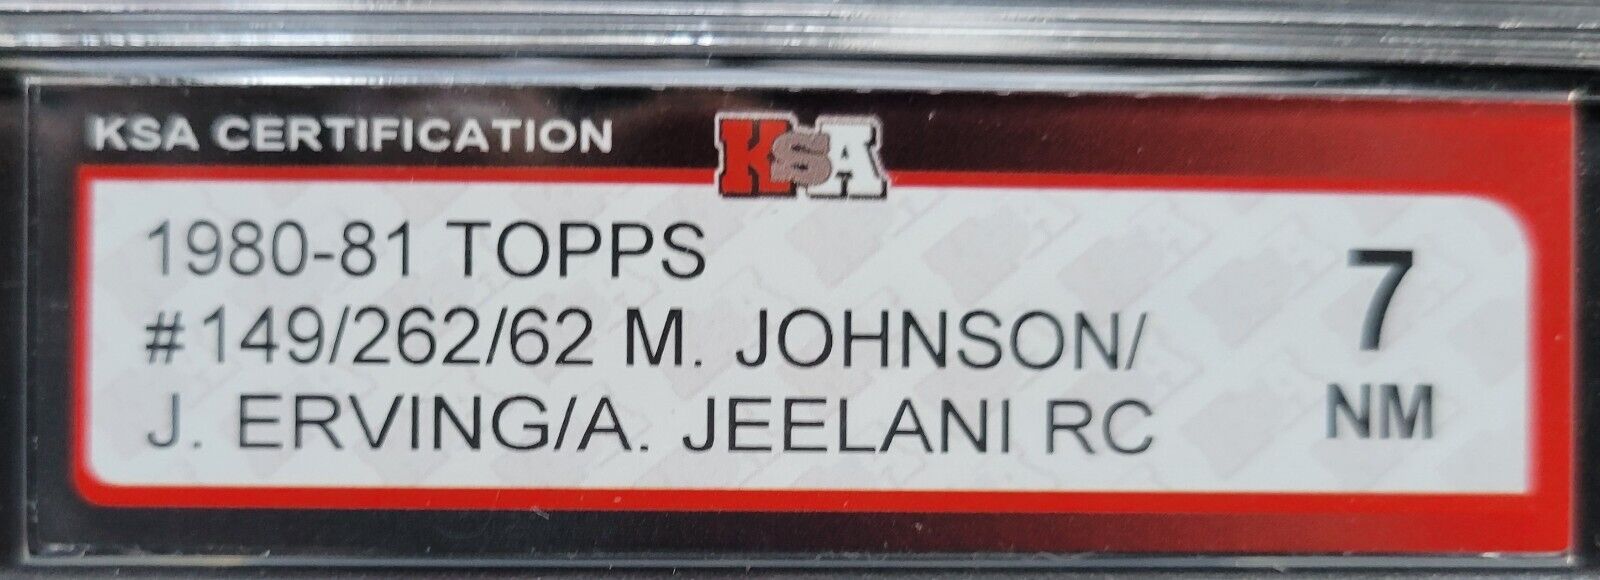 KSA CERTIFICATION
KSA
1980-81 TOPPS
#149/262/62 M. JOHNSON/
J. ERVING/A. JEELANI RC
7
NM